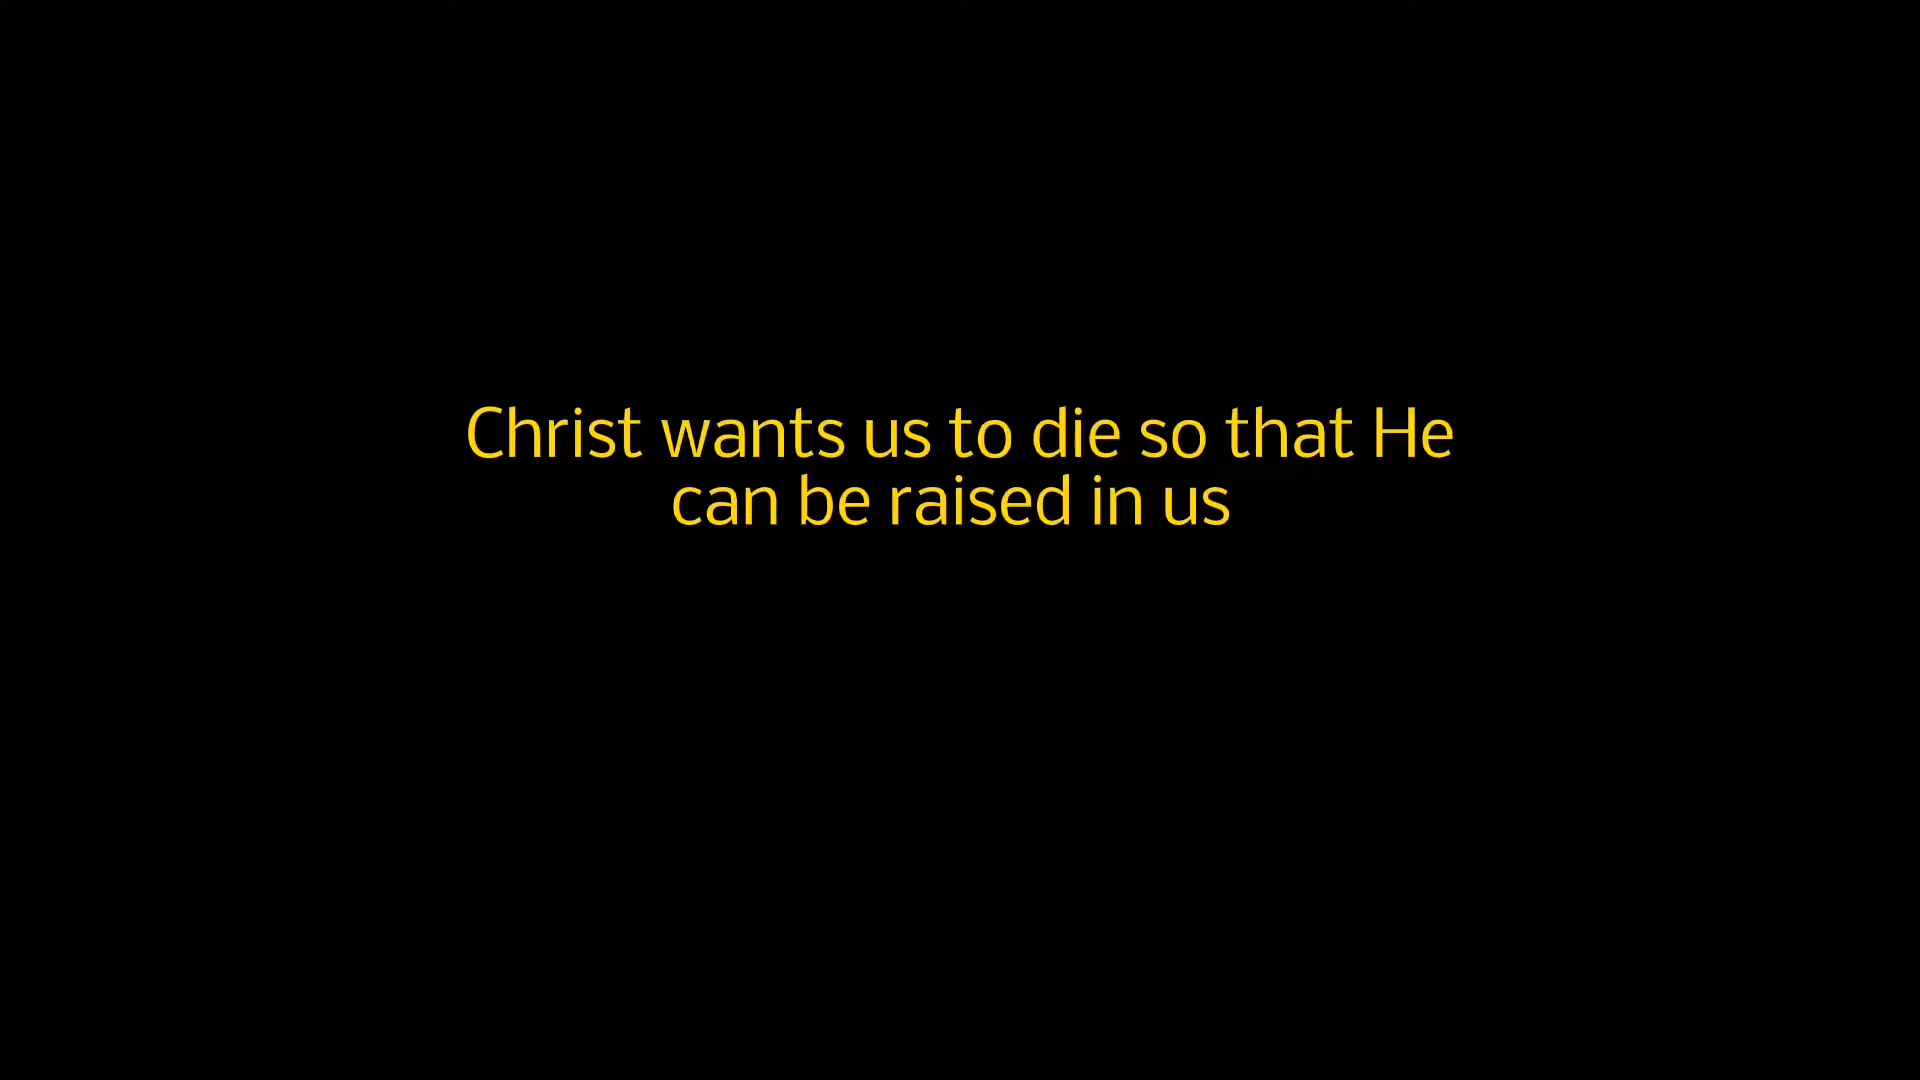 Christ wants us to die so that He
can be raised in us